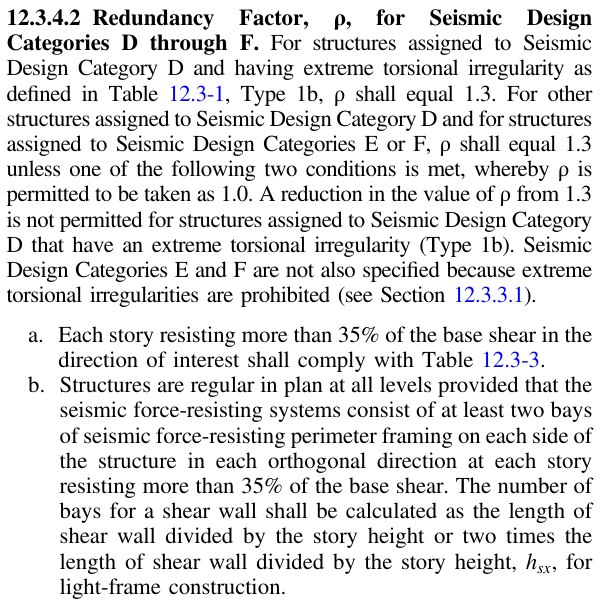 12.3.4.2 Redundancy Factor, ρ, for Seismic Design
Categories D through F. For structures assigned to Seismic
Design Category D and having extreme torsional irregularity as
defined in Table 12.3-1, Type 1b, ρ shall equal 1.3. For other
structures assigned to Seismic Design Category D and for structures
assigned to Seismic Design Categories E or F, ρ shall equal 1.3
unless one of the following two conditions is met, whereby ρ is
permitted to be taken as 1.0. A reduction in the value of ρ from 1.3
is not permitted for structures assigned to Seismic Design Category
D that have an extreme torsional irregularity (Type 1b). Seismic
Design Categories E and F are not also specified because extreme
torsional irregularities are prohibited (see Section 12.3.3.1).
a. Each story resisting more than 35% of the base shear in the
direction of interest shall comply with Table 12.3-3.
b. Structures are regular in plan at all levels provided that the
seismic force-resisting systems consist of at least two bays
of seismic force-resisting perimeter framing on each side of
the structure in each orthogonal direction at each story
resisting more than 35% of the base shear. The number of
bays for a shear wall shall be calculated as the length of
shear wall divided by the story height or two times the
length of shear wall divided by the story height, hsx, for
light-frame construction.